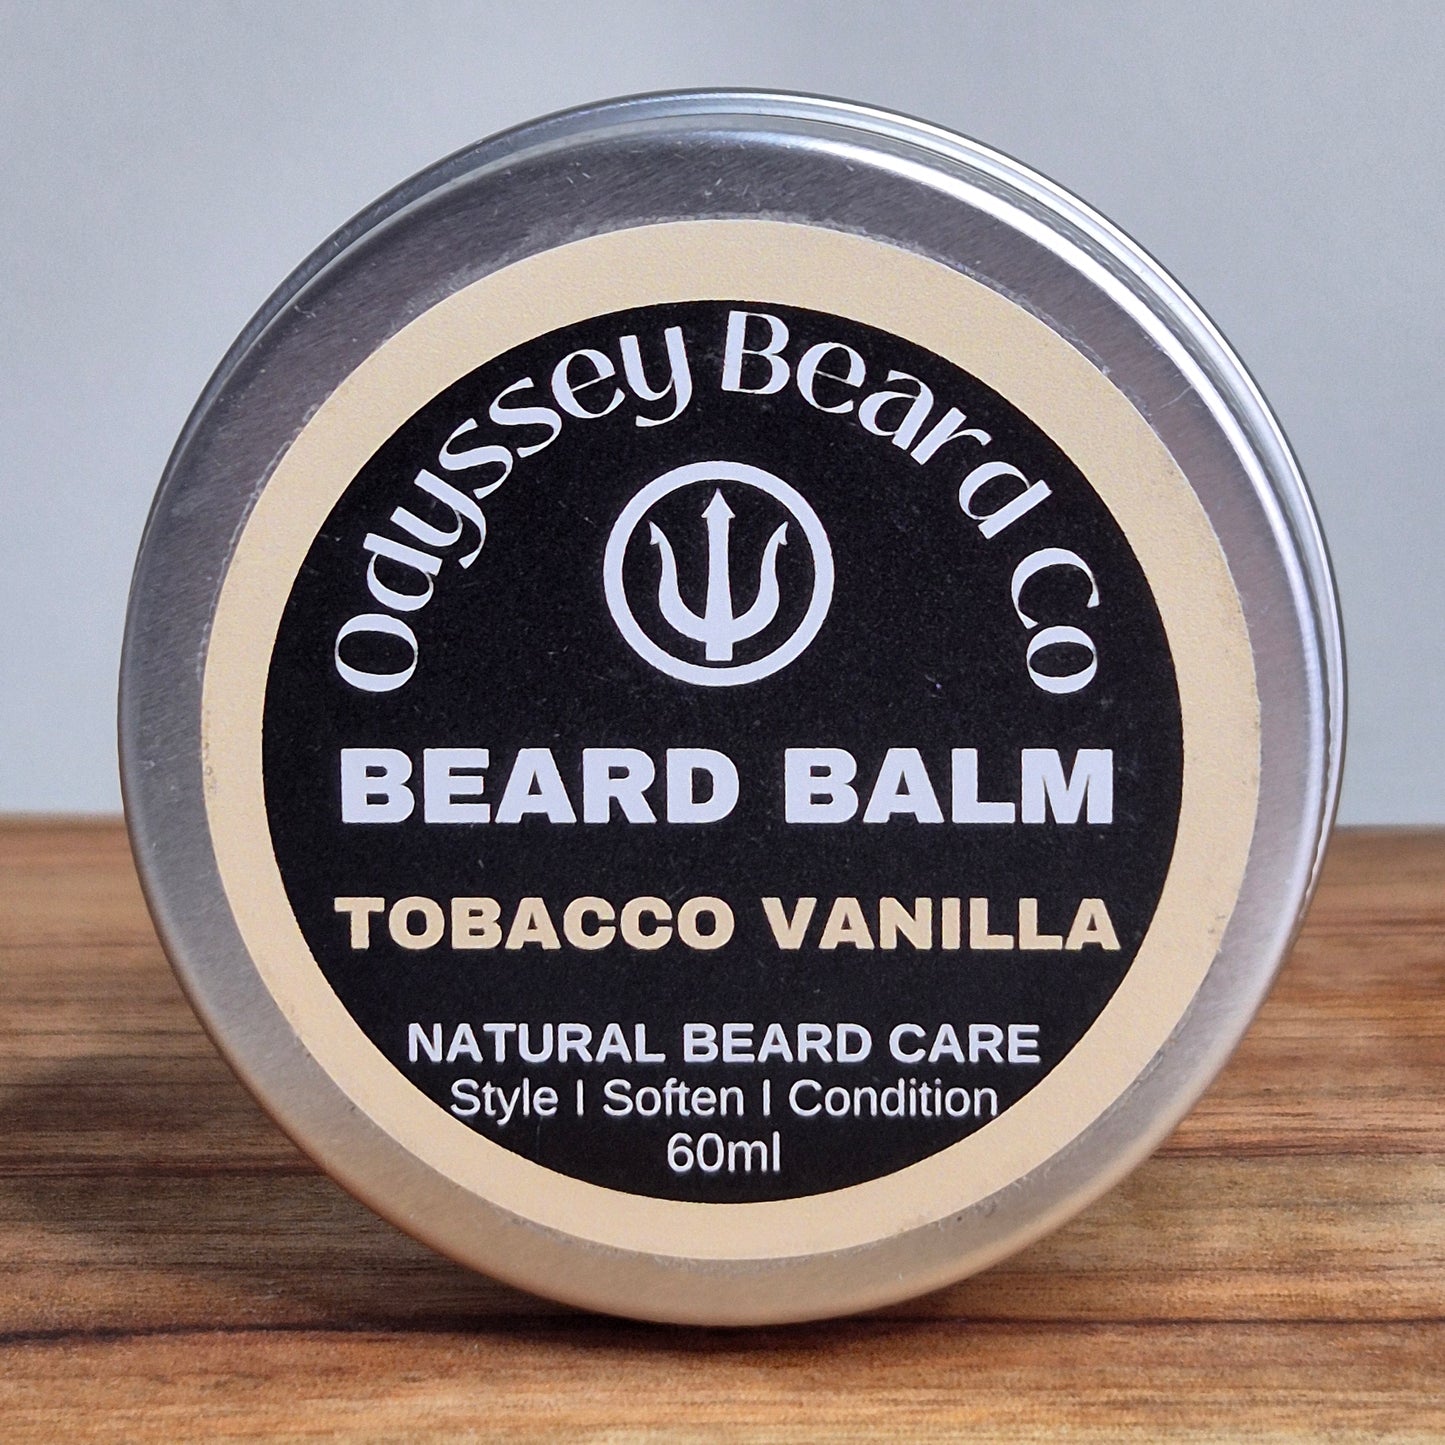 Odyssey Beard Co
BEARD BALM
TOBACCO VANILLA
NATURAL BEARD CARE
Style | Soften | Condition
60ml